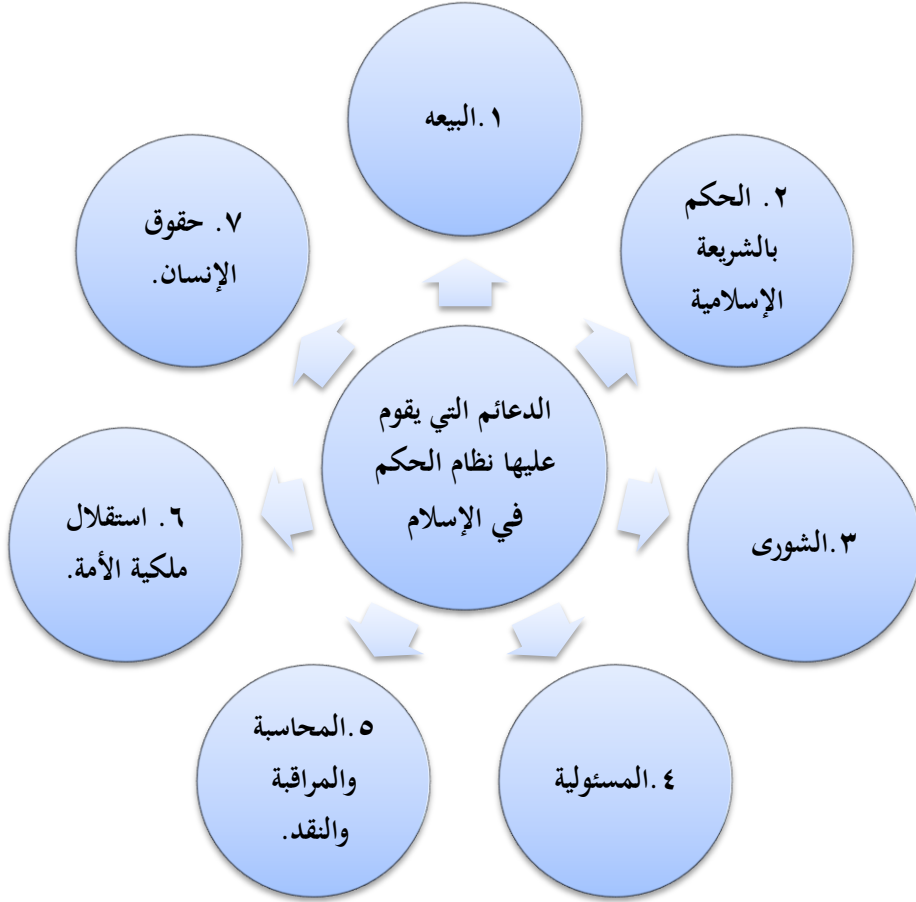 الدعائم التي يقوم
عليها نظام الحكم
في الإسلام
١.البيعه
٢. الحكم
بالشريعة
الإسلامية
٣.الشورى
٤.المسئولية
٥.المحاسبة
والمراقبة
والنقد.
٦. استقلال
ملكية الأمة.
٧. حقوق
الإنسان.